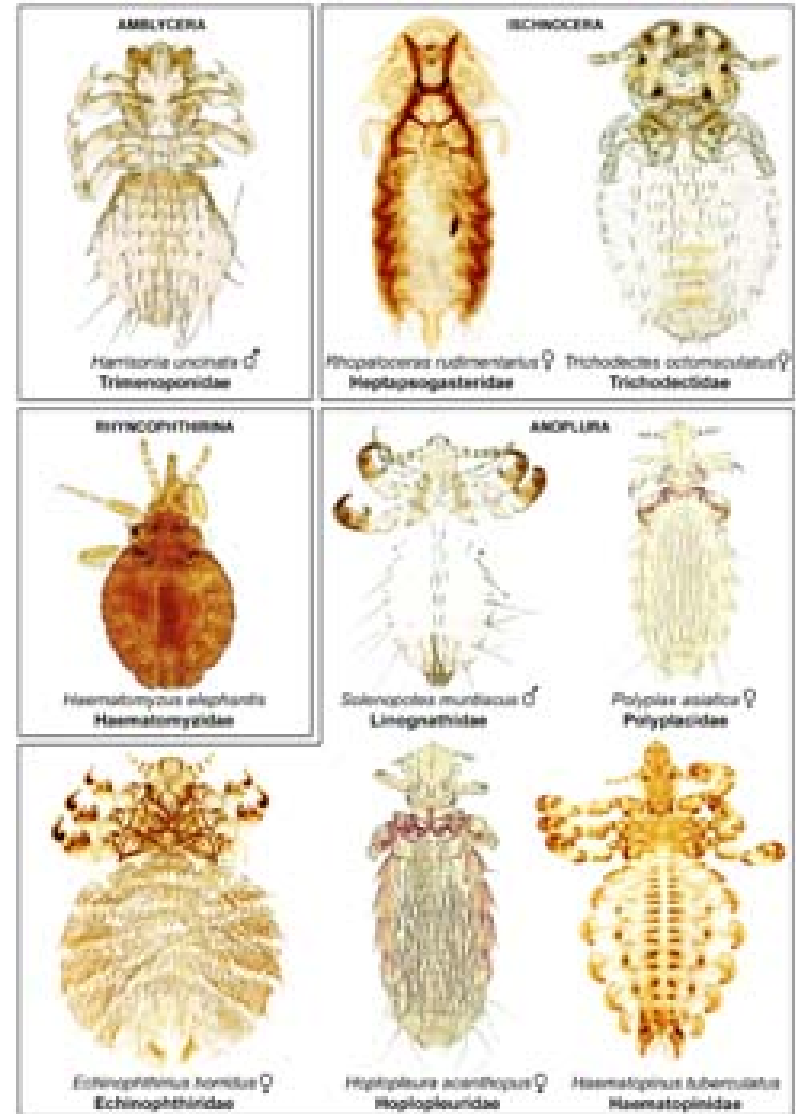 AMBLYCERA
Harrisonia uncinata ♂
Trimenoponidae
ISCHNOCERA
Rhopaloceras rudimentarius ♀
Heptapsogasteridae
Trichodectes octomaculatus ♀
Trichodectidae
RHYNCOPHTHIRINA
Haematomyzus elephantis
Haematomyzidae
ANOPLURA
Solenopotes muntiacus ♂
Linognathidae
Polyplax asiatica ♀
Polyplacidae
Echinophthirius horridus ♀
Echinophthiridae
Hoplopleura acanthopus ♀
Hoplopleuridae
Haematopinus tuberculatus
Haematopinidae